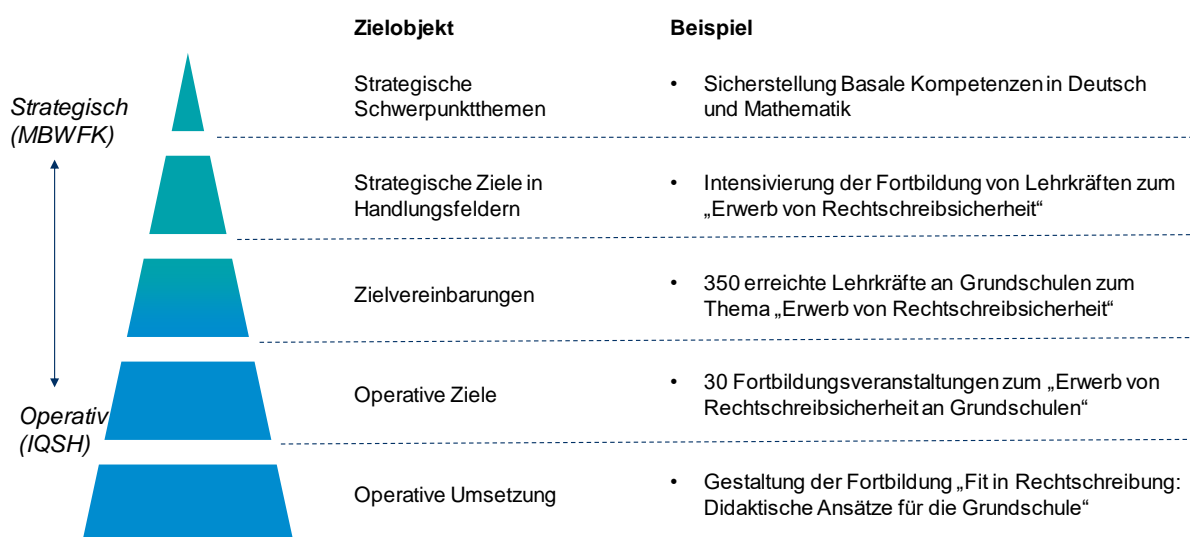 Zielobjekt
Beispiel
Strategisch
(MBWFK)
Strategische
Schwerpunktthemen
• Sicherstellung Basale Kompetenzen in Deutsch
und Mathematik
Strategische Ziele in
Handlungsfeldern
• Intensivierung der Fortbildung von Lehrkräften zum
„Erwerb von Rechtschreibsicherheit“
Zielvereinbarungen
• 350 erreichte Lehrkräfte an Grundschulen zum
Thema „Erwerb von Rechtschreibsicherheit“
Operativ
(IQSH)
Operative Ziele
• 30 Fortbildungsveranstaltungen zum „Erwerb von
Rechtschreibsicherheit an Grundschulen“
Operative Umsetzung
• Gestaltung der Fortbildung „Fit in Rechtschreibung:
Didaktische Ansätze für die Grundschule“